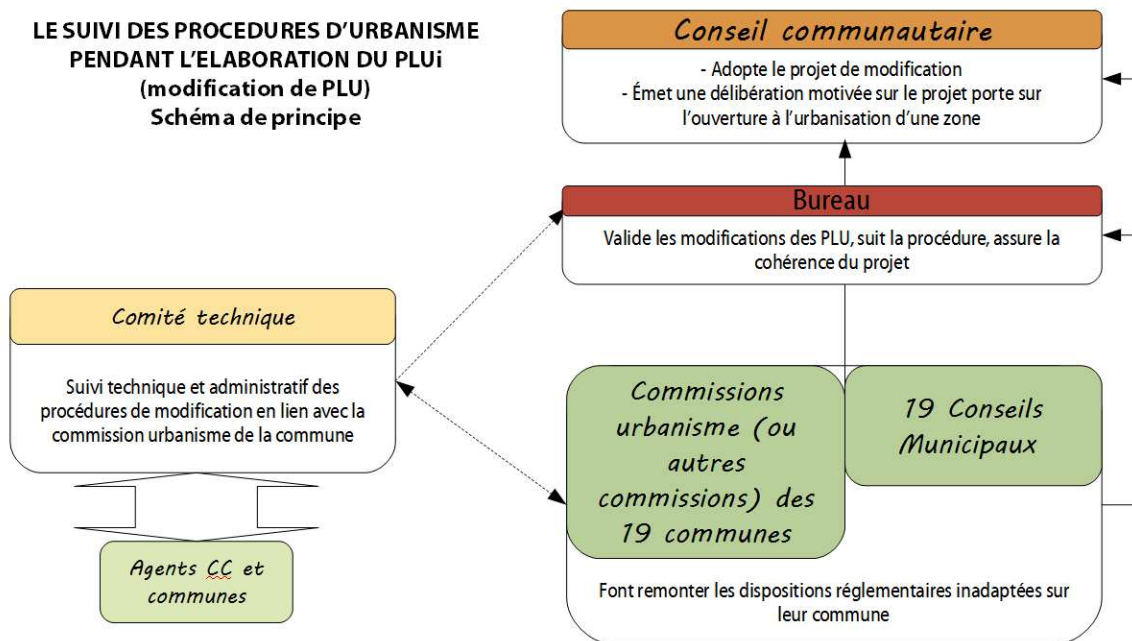 LE SUIVI DES PROCEDURES D'URBANISME
PENDANT L'ELABORATION DU PLUi
(modification de PLU)
Schéma de principe
Conseil communautaire
- Adopte le projet de modification
- Émet une délibération motivée sur le projet porte sur
l'ouverture à l'urbanisation d'une zone
Bureau
Valide les modifications des PLU, suit la procédure, assure la
cohérence du projet
Comité technique
Suivi technique et administratif des
procédures de modification en lien avec la
commission urbanisme de la commune
Agents CC et
communes
Commissions
urbanisme (ou
autres
commissions) des
19 communes
19 Conseils
Municipaux
Font remonter les dispositions réglementaires inadaptées sur
leur commune